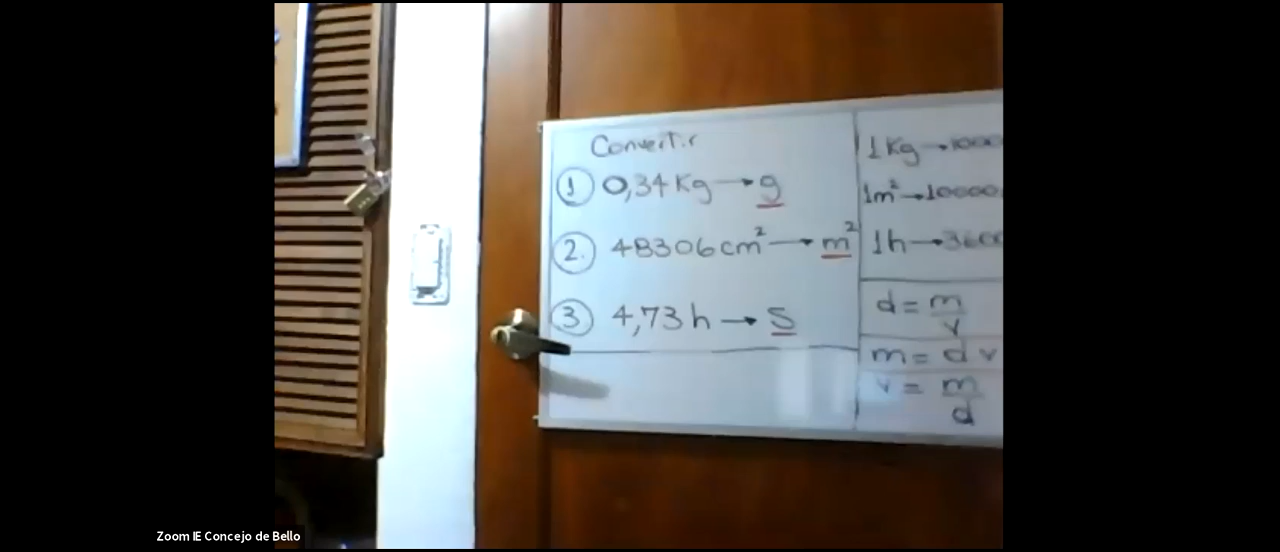 Convertir
1 0,34 Kg → g
2. 48306 cm² → m²
3 4,73 h → s
1 Kg → 1000
1m² → 10000
1h → 3600
d = m/v
m = d v
v = m/d
Zoom IE Concejo de Bello